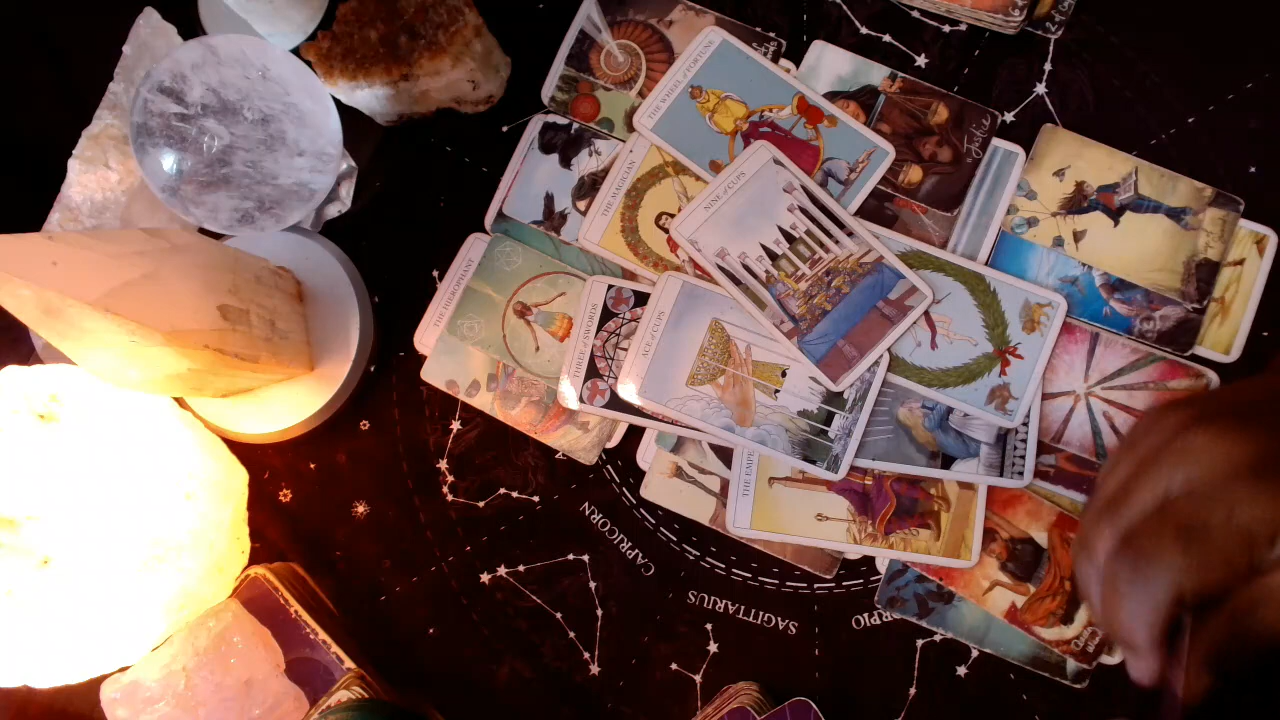 THE WHEEL of FORTUNE
Justice
THE MAGICIAN
NINE of CUPS
THE HIEROPHANT
THREE of SWORDS
ACE of CUPS
THE EMPE
CAPRICORN
SAGITTARIUS
ORPIO